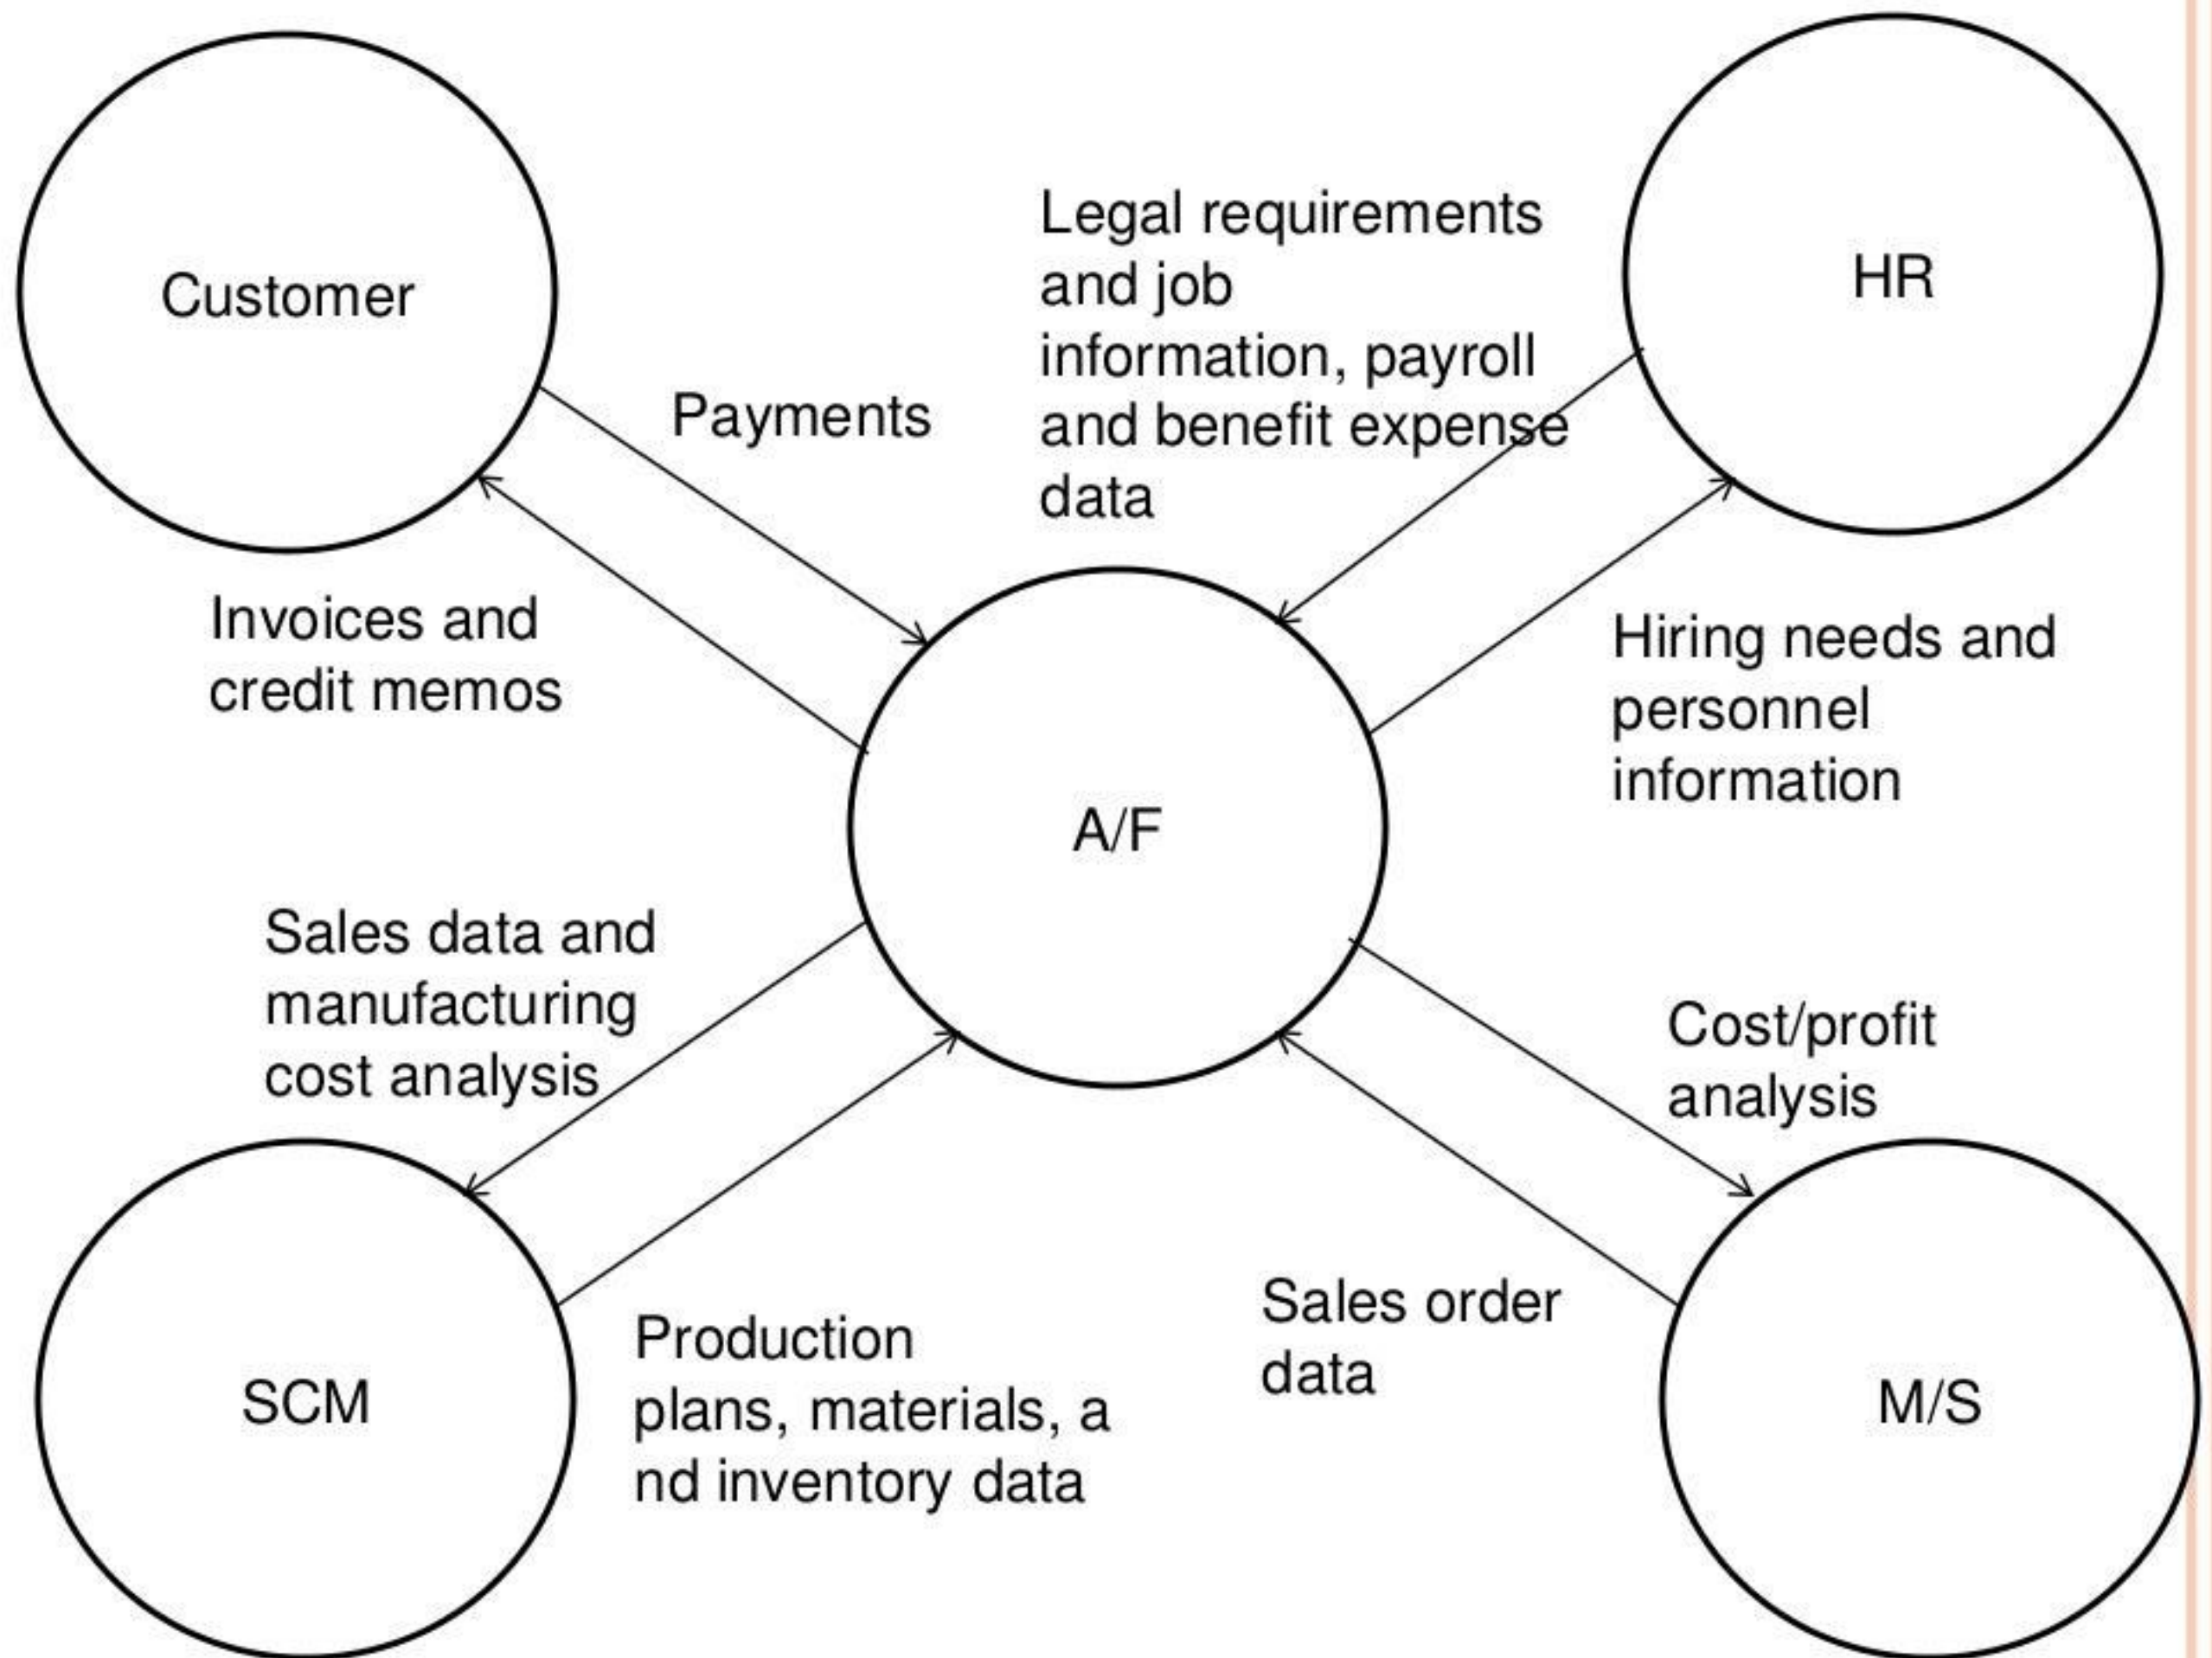 Customer
HR
Legal requirements
and job
information, payroll
and benefit expense
data
Payments
Invoices and
credit memos
Hiring needs and
personnel
information
A/F
Sales data and
manufacturing
cost analysis
Cost/profit
analysis
SCM
Production
plans, materials, a
nd inventory data
Sales order
data
M/S